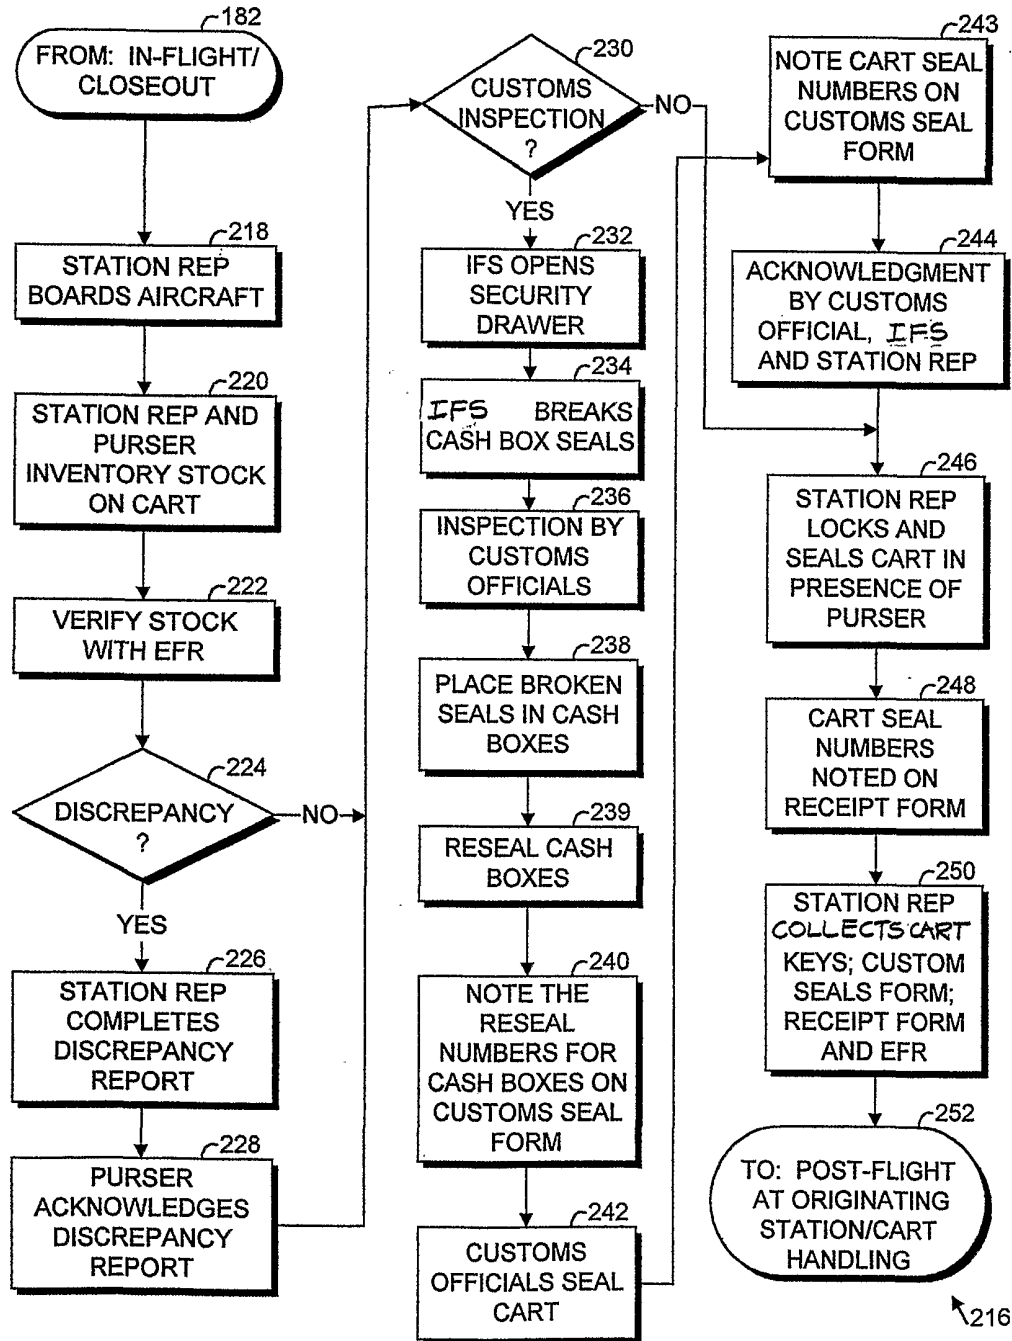 182
FROM: IN-FLIGHT/
CLOSEOUT
218
STATION REP
BOARDS AIRCRAFT
220
STATION REP AND
PURSER
INVENTORY STOCK
ON CART
222
VERIFY STOCK
WITH EFR
224
DISCREPANCY
?
NO
YES
226
STATION REP
COMPLETES
DISCREPANCY
REPORT
228
PURSER
ACKNOWLEDGES
DISCREPANCY
REPORT
230
CUSTOMS
INSPECTION
?
NO
YES
232
IFS OPENS
SECURITY
DRAWER
234
IFS BREAKS
CASH BOX SEALS
236
INSPECTION BY
CUSTOMS
OFFICIALS
238
PLACE BROKEN
SEALS IN CASH
BOXES
239
RESEAL CASH
BOXES
240
NOTE THE
RESEAL
NUMBERS FOR
CASH BOXES ON
CUSTOMS SEAL
FORM
242
CUSTOMS
OFFICIALS SEAL
CART
243
NOTE CART SEAL
NUMBERS ON
CUSTOMS SEAL
FORM
244
ACKNOWLEDGMENT
BY CUSTOMS
OFFICIAL, IFS
AND STATION REP
246
STATION REP
LOCKS AND
SEALS CART IN
PRESENCE OF
PURSER
248
CART SEAL
NUMBERS
NOTED ON
RECEIPT FORM
250
STATION REP
COLLECTS CART
KEYS; CUSTOM
SEALS FORM;
RECEIPT FORM
AND EFR
252
TO: POST-FLIGHT
AT ORIGINATING
STATION/CART
HANDLING
216